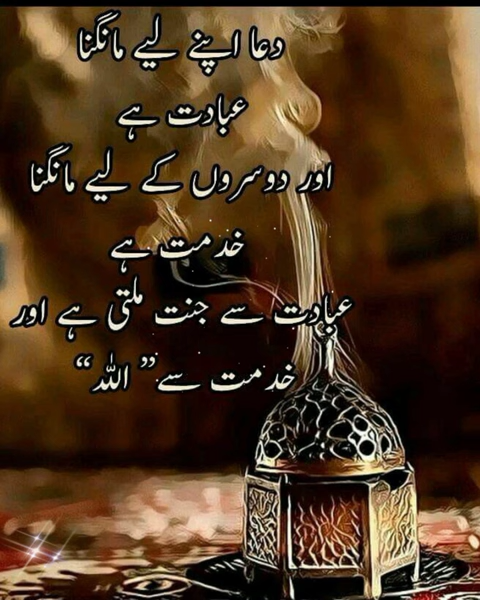 دعا اپنے لیے مانگنا
عبادت ہے
اور دوسروں کے لیے مانگنا
خدمت ہے
عبادت سے جنت ملتی ہے اور
خدمت سے” اللہ“